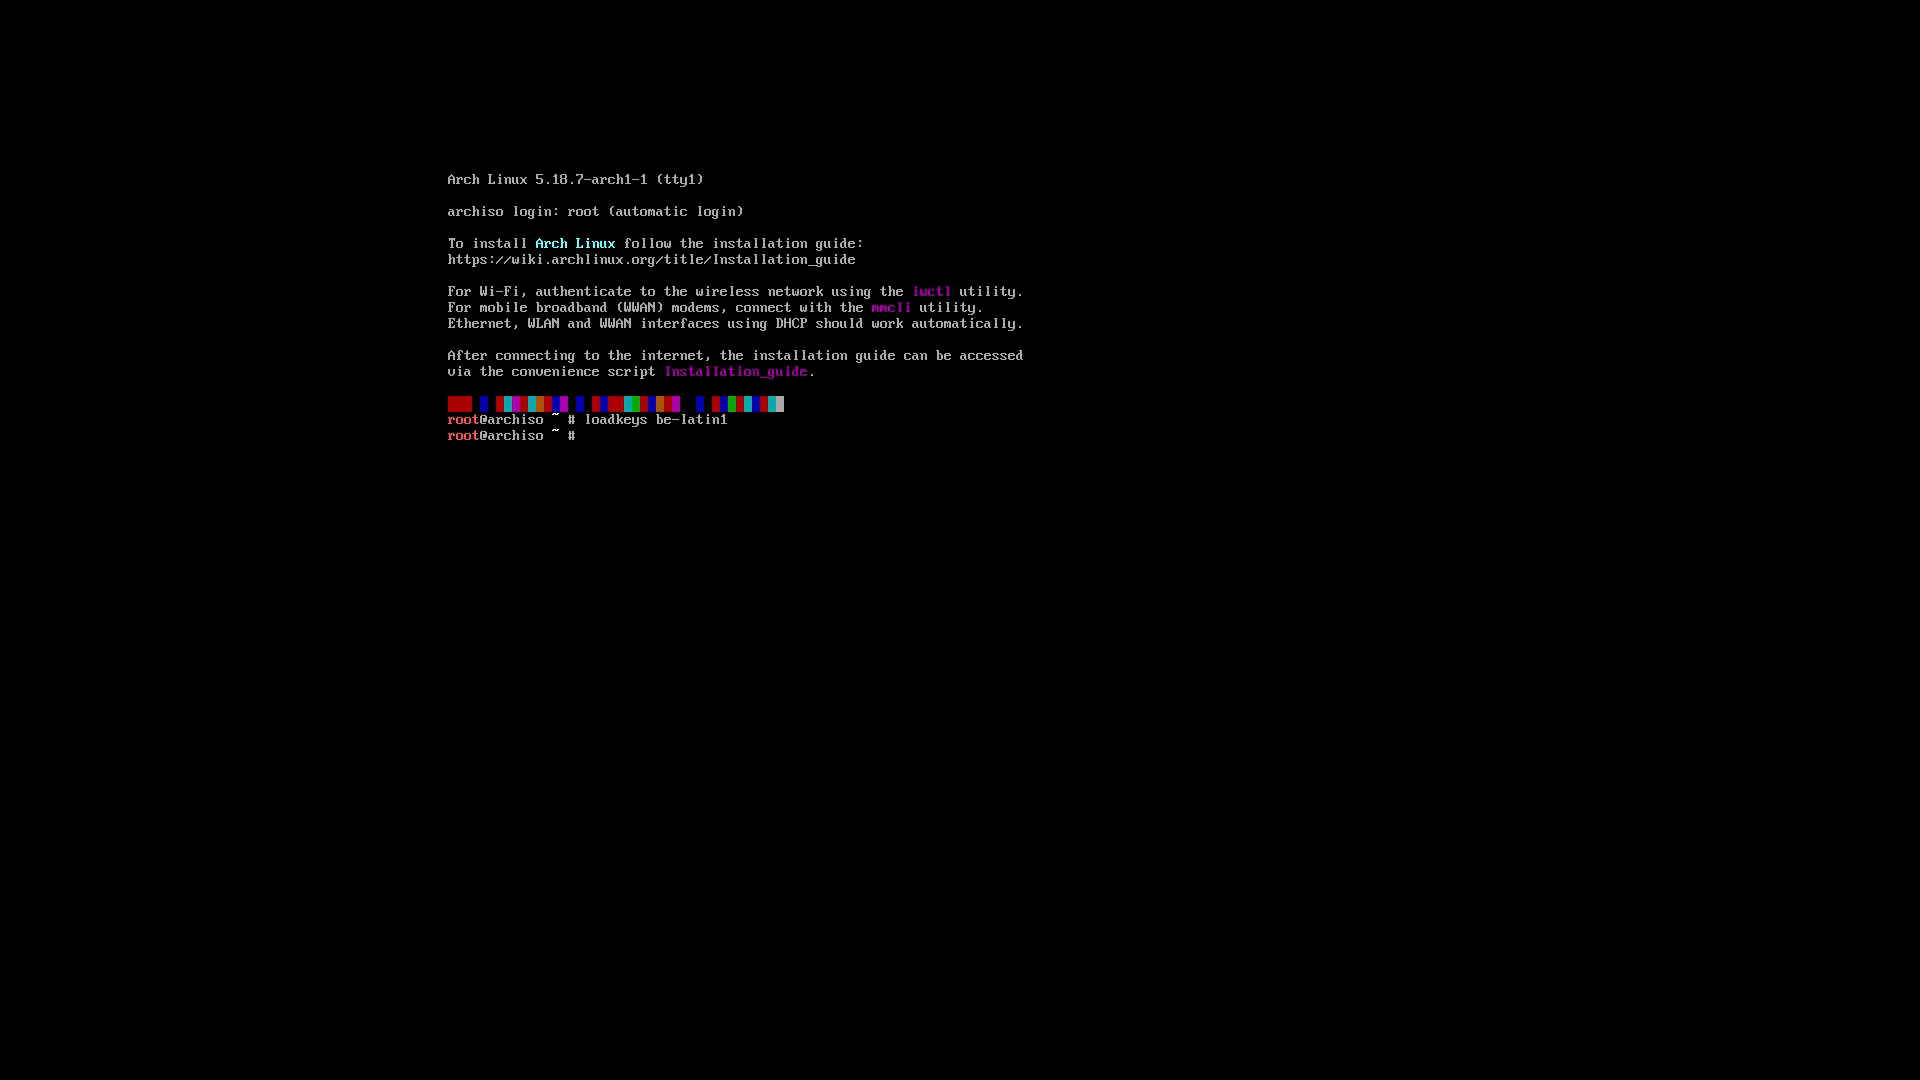 Arch Linux 5.18.7-arch1-1 (tty1)
archiso login: root (automatic login)
To install Arch Linux follow the installation guide:
https://wiki.archlinux.org/title/Installation_guide
For Wi-Fi, authenticate to the wireless network using the iwctl utility.
For mobile broadband (WWAN) modems, connect with the mmcli utility.
Ethernet, WLAN and WWAN interfaces using DHCP should work automatically.
After connecting to the internet, the installation guide can be accessed
via the convenience script Installation_guide.
root@archiso ~ # loadkeys be-latin1
root@archiso ~ #